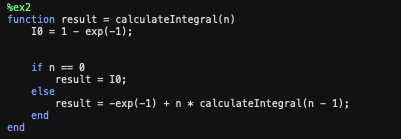 %ex2
function result = calculateIntegral(n)
    I0 = 1 - exp(-1);
    if n == 0
        result = I0;
    else
        result = -exp(-1) + n * calculateIntegral(n - 1);
    end
end